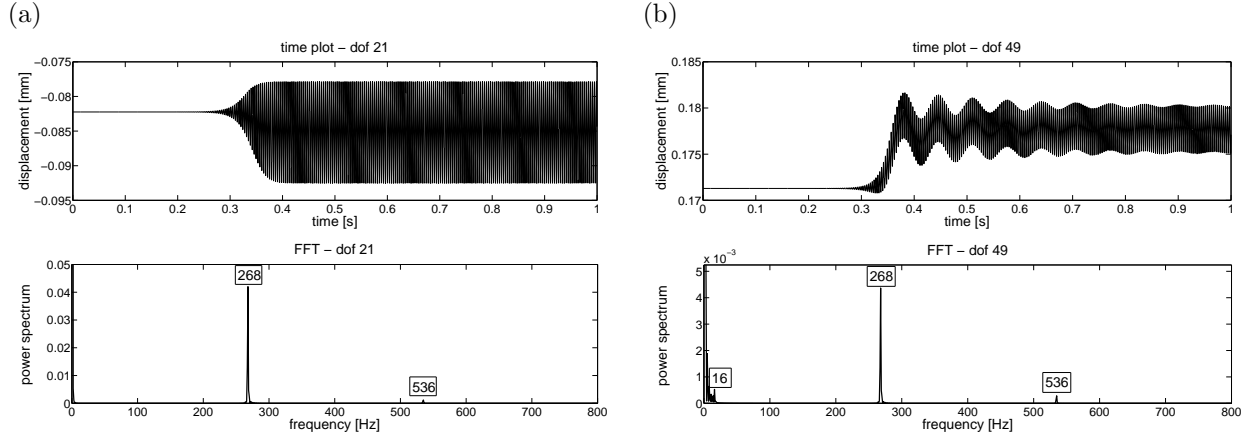 (a)
time plot – dof 21
displacement [mm]
−0.075
−0.08
−0.085
−0.09
−0.095
0 0.1 0.2 0.3 0.4 0.5 0.6 0.7 0.8 0.9 1
time [s]
FFT – dof 21
power spectrum
0.05
0.04
0.03
0.02
0.01
0
268
536
0 100 200 300 400 500 600 700 800
frequency [Hz]
(b)
time plot – dof 49
displacement [mm]
0.185
0.18
0.175
0.17
0 0.1 0.2 0.3 0.4 0.5 0.6 0.7 0.8 0.9 1
time [s]
FFT – dof 49
x 10⁻³
power spectrum
5
4
3
2
1
0
16
268
536
0 100 200 300 400 500 600 700 800
frequency [Hz]